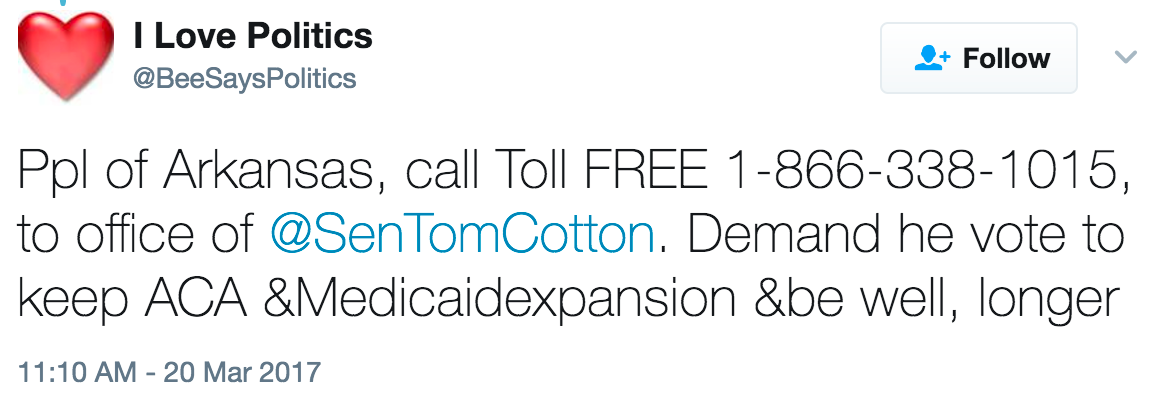 I Love Politics
@BeeSaysPolitics
Follow
Ppl of Arkansas, call Toll FREE 1-866-338-1015,
to office of @SenTomCotton. Demand he vote to
keep ACA &Medicaidexpansion &be well, longer
11:10 AM - 20 Mar 2017